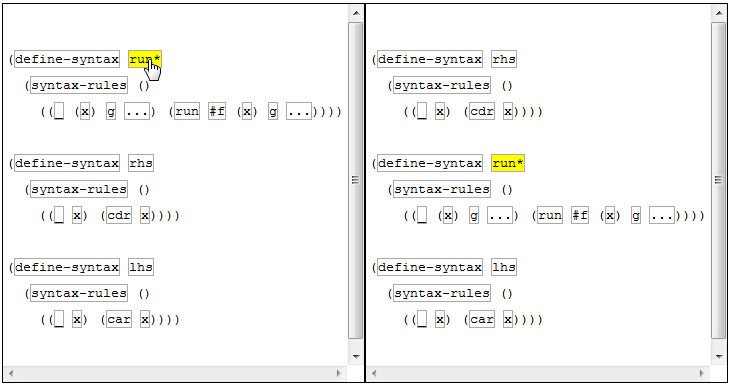 (define-syntax run*
(syntax-rules ()
((_ (x) g ...) (run #f (x) g ...))))
(define-syntax rhs
(syntax-rules ()
((_ x) (cdr x))))
(define-syntax lhs
(syntax-rules ()
((_ x) (car x))))
(define-syntax rhs
(syntax-rules ()
((_ x) (cdr x))))
(define-syntax run*
(syntax-rules ()
((_ (x) g ...) (run #f (x) g ...))))
(define-syntax lhs
(syntax-rules ()
((_ x) (car x))))